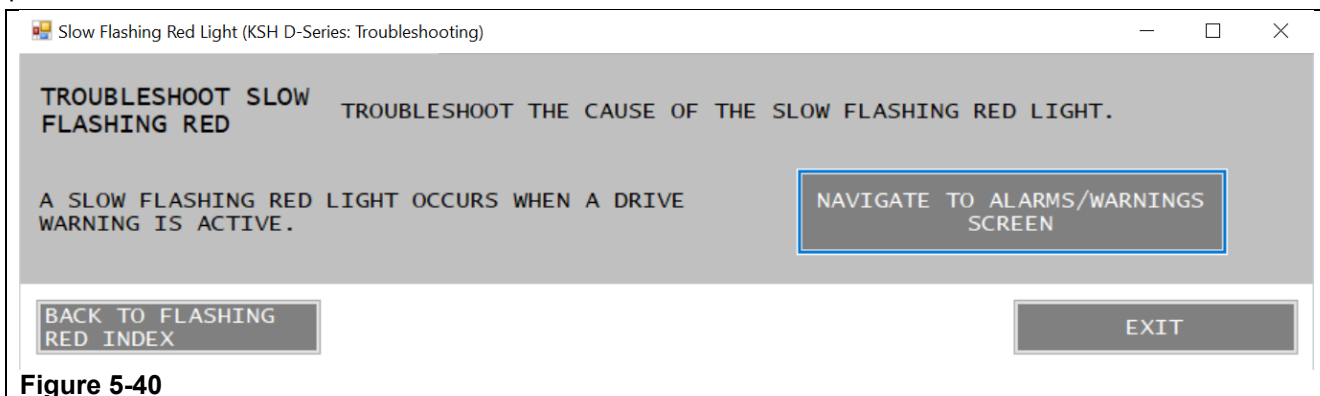 Slow Flashing Red Light (KSH D-Series: Troubleshooting)
TROUBLESHOOT SLOW
FLASHING RED
TROUBLESHOOT THE CAUSE OF THE SLOW FLASHING RED LIGHT.
A SLOW FLASHING RED LIGHT OCCURS WHEN A DRIVE
WARNING IS ACTIVE.
NAVIGATE TO ALARMS/WARNINGS
SCREEN
BACK TO FLASHING
RED INDEX
EXIT
Figure 5-40